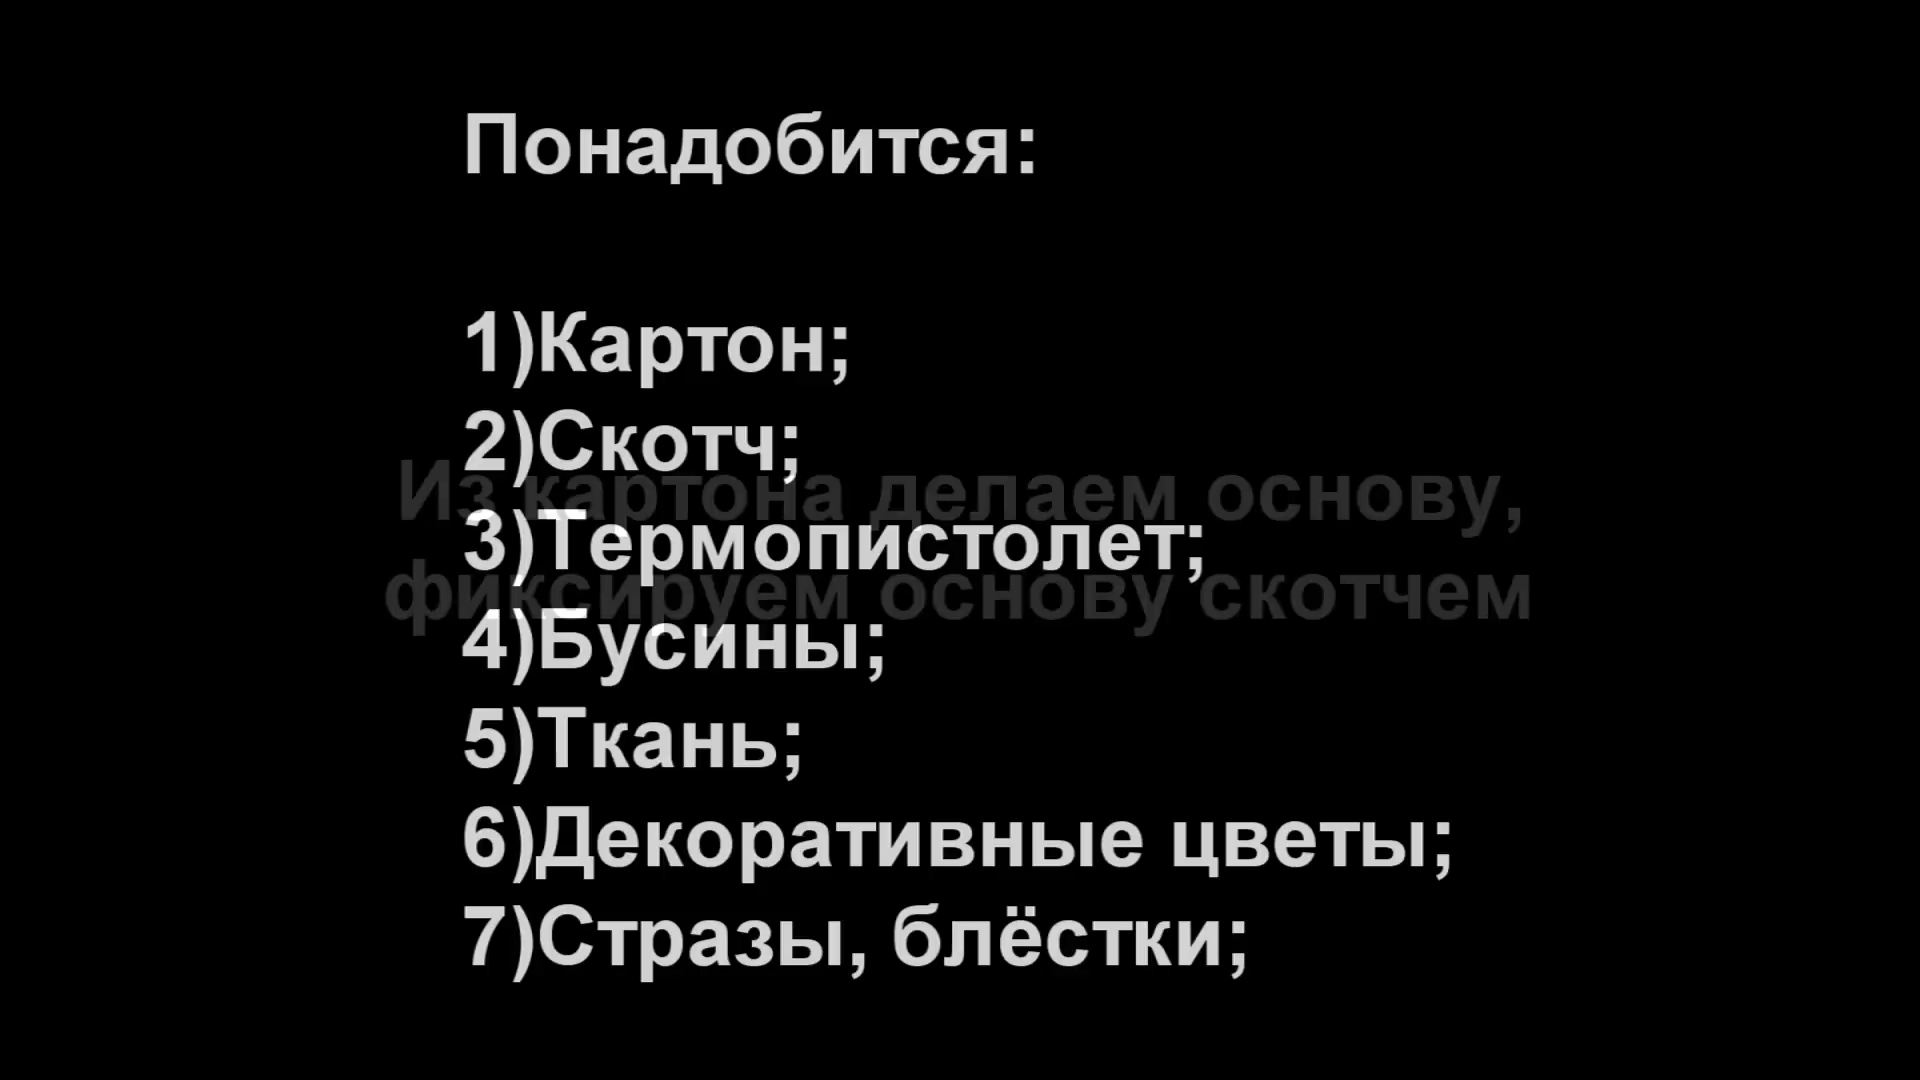 Понадобится:
1)Картон;
2)Скотч;
Из картона делаем основу,
3)Термопистолет;
фиксируем основу скотчем
4)Бусины;
5)Ткань;
6)Декоративные цветы;
7)Стразы, блёстки;